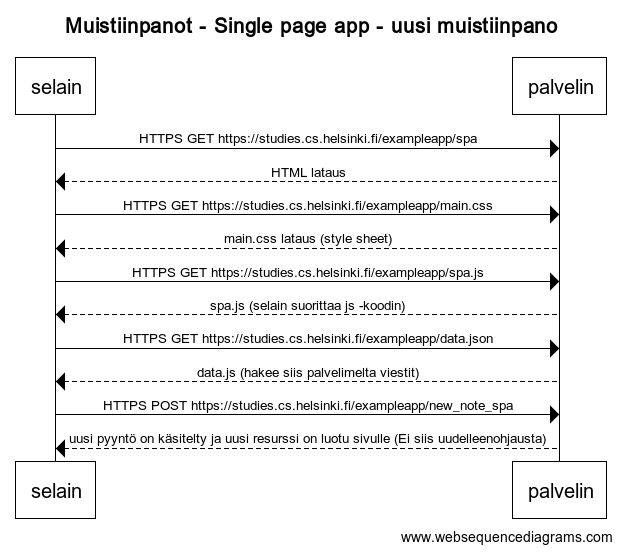 Muistiinpanot - Single page app - uusi muistiinpano
selain
palvelin
HTTPS GET https://studies.cs.helsinki.fi/exampleapp/spa
HTML lataus
HTTPS GET https://studies.cs.helsinki.fi/exampleapp/main.css
main.css lataus (style sheet)
HTTPS GET https://studies.cs.helsinki.fi/exampleapp/spa.js
spa.js (selain suorittaa js -koodin)
HTTPS GET https://studies.cs.helsinki.fi/exampleapp/data.json
data.js (hakee siis palvelimelta viestit)
HTTPS POST https://studies.cs.helsinki.fi/exampleapp/new_note_spa
uusi pyyntö on käsitelty ja uusi resurssi on luotu sivulle (Ei siis uudelleenohjausta)
selain
palvelin
www.websequencediagrams.com